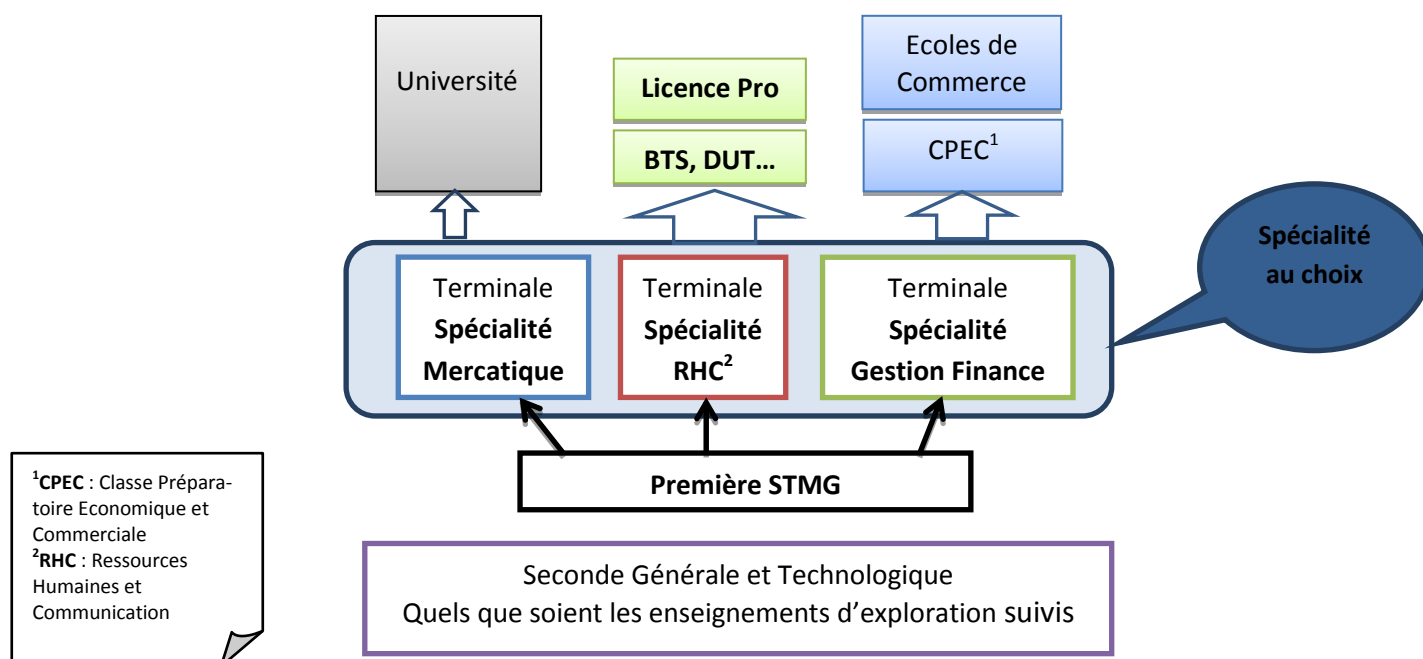 Université
Licence Pro
BTS, DUT...
Ecoles de
Commerce
CPEC¹
Spécialité
au choix
Terminale
Spécialité
Mercatique
Terminale
Spécialité
RHC²
Terminale
Spécialité
Gestion Finance
Première STMG
¹CPEC : Classe Prépara-
toire Economique et
Commerciale
²RHC : Ressources
Humaines et
Communication
Seconde Générale et Technologique
Quels que soient les enseignements d’exploration suivis